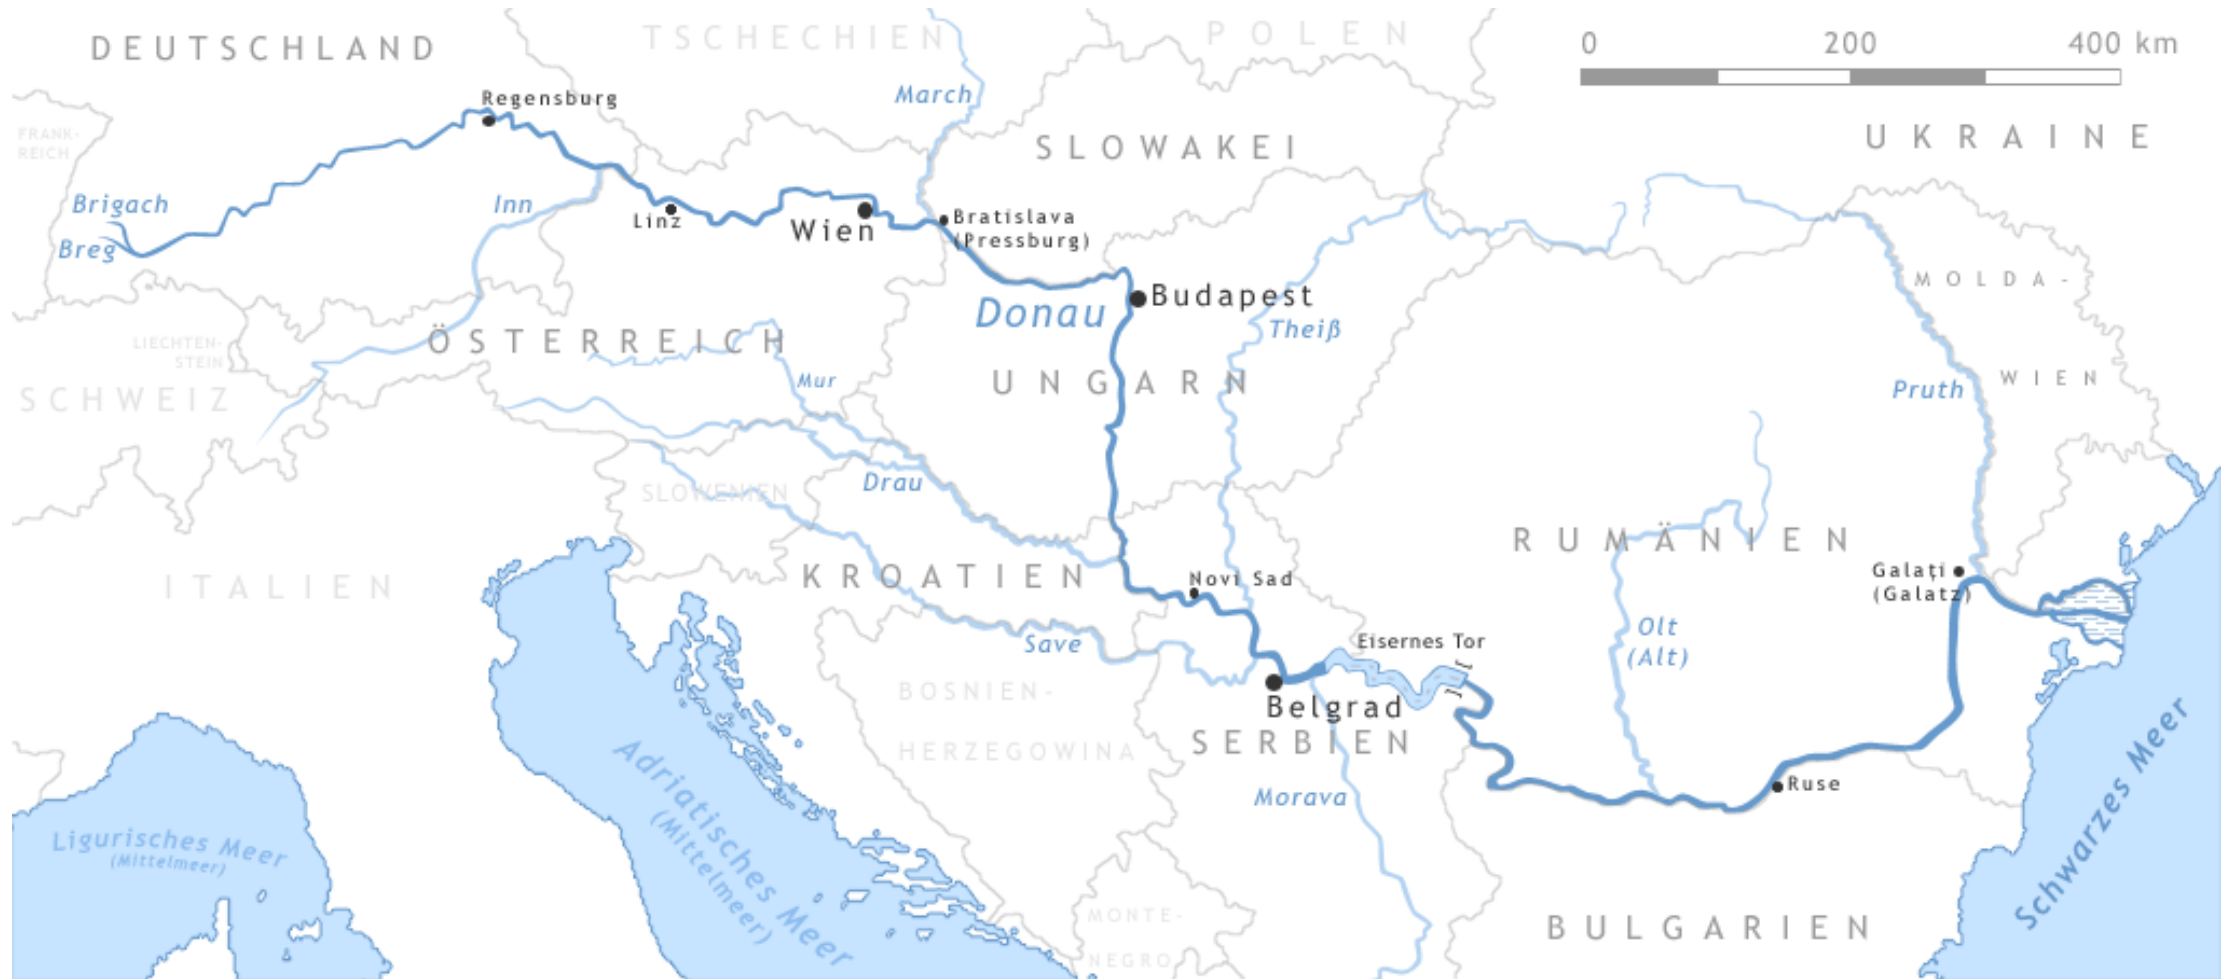 DEUTSCHLAND
TSCHECHIEN
POLEN
0 200 400 km
Regensburg
March
FRANK-
REICH
SLOWAKEI
UKRAINE
Brigach
Inn
Linz
Wien
Bratislava
(Pressburg)
Breg
Donau
Budapest
Theiß
MOLDA-
WIEN
LIECHTEN-
STEIN
ÖSTERREICH
SCHWEIZ
Mur
UNGARN
Pruth
Drau
SLOWENIEN
RUMÄNIEN
ITALIEN
KROATIEN
Novi Sad
Galați
(Galatz)
Save
Eisernes Tor
Olt
(Alt)
BOSNIEN-
HERZEGOWINA
Belgrad
SERBIEN
Morava
Ruse
Adriatisches Meer
(Mittelmeer)
Ligurisches Meer
(Mittelmeer)
Schwarzes Meer
MONTE-
NEGRO
BULGARIEN